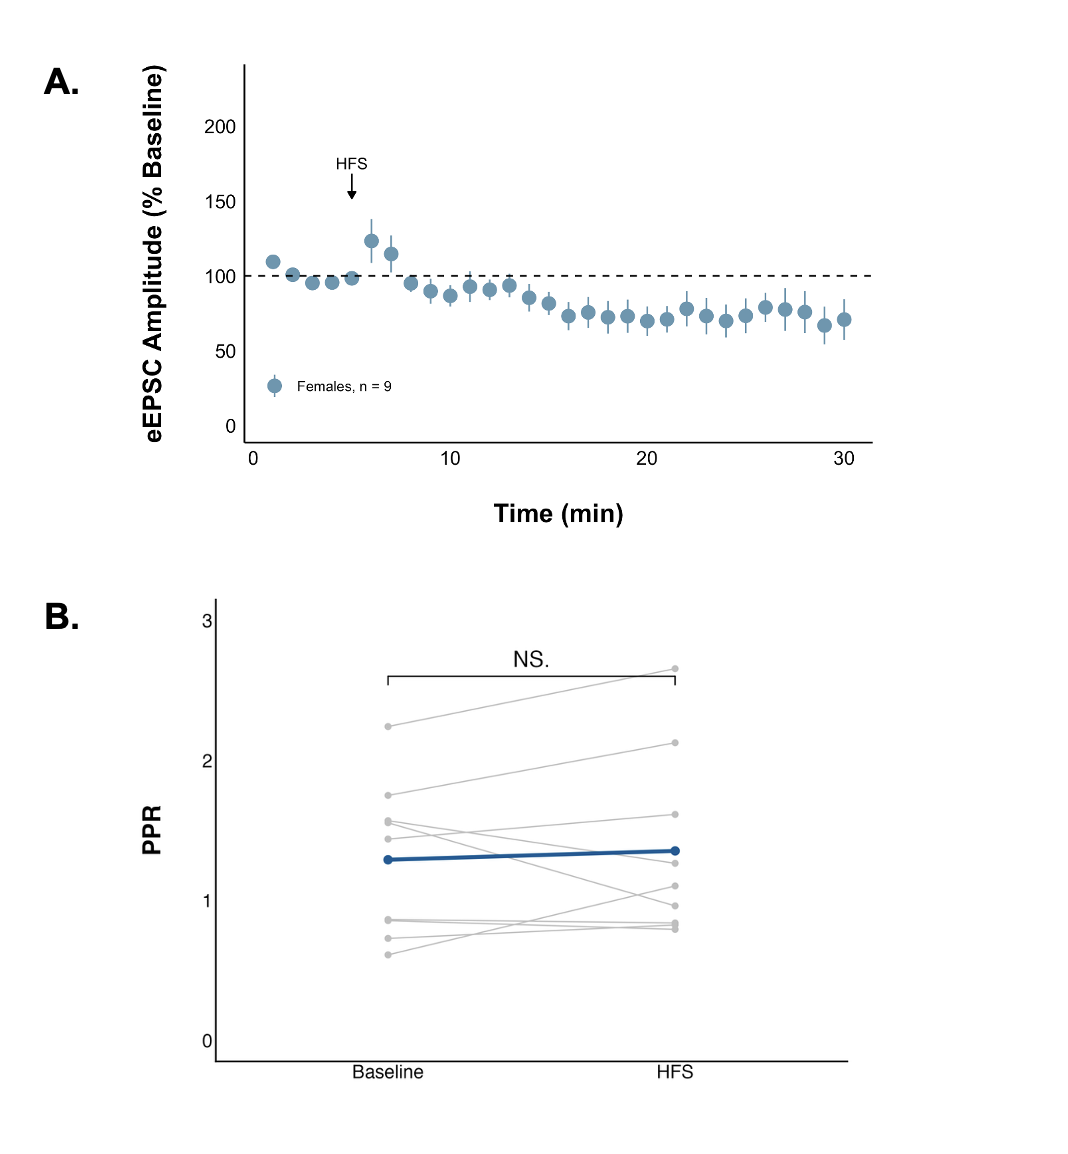 A.
eEPSC Amplitude (% Baseline)
200
150
100
50
0
HFS
Females, n = 9
0 10 20 30
Time (min)
B.
PPR
3
2
1
0
NS.
Baseline HFS